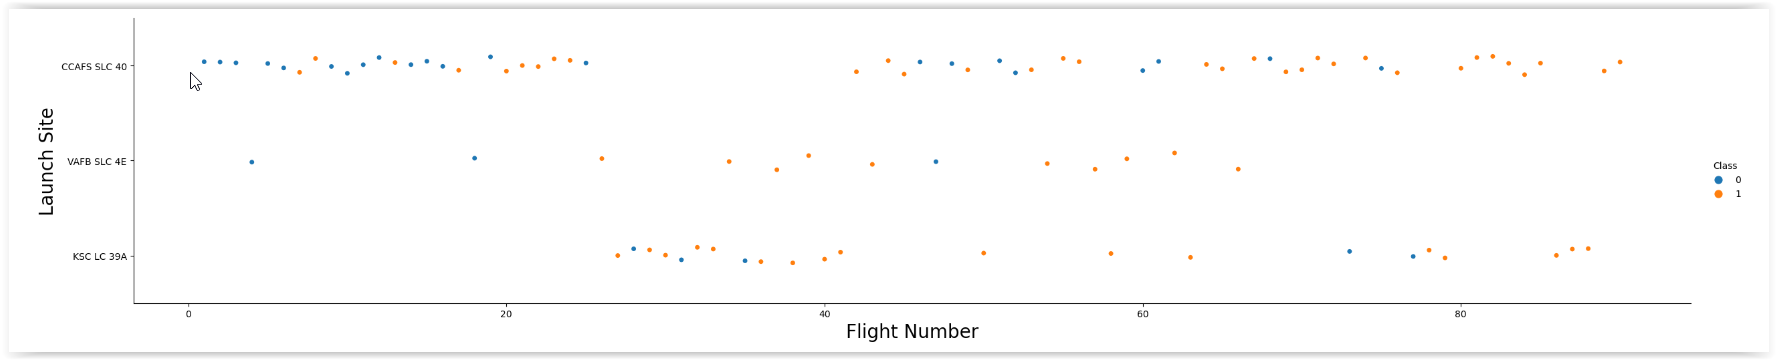 CCAFS SLC 40
VAFB SLC 4E
KSC LC 39A
Launch Site
0 20 40 60 80
Flight Number
Class
0
1